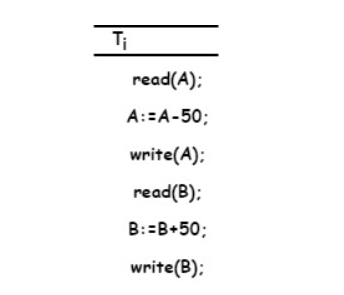 Ti
read(A);
A:=A-50;
write(A);
read(B);
B:=B+50;
write(B);